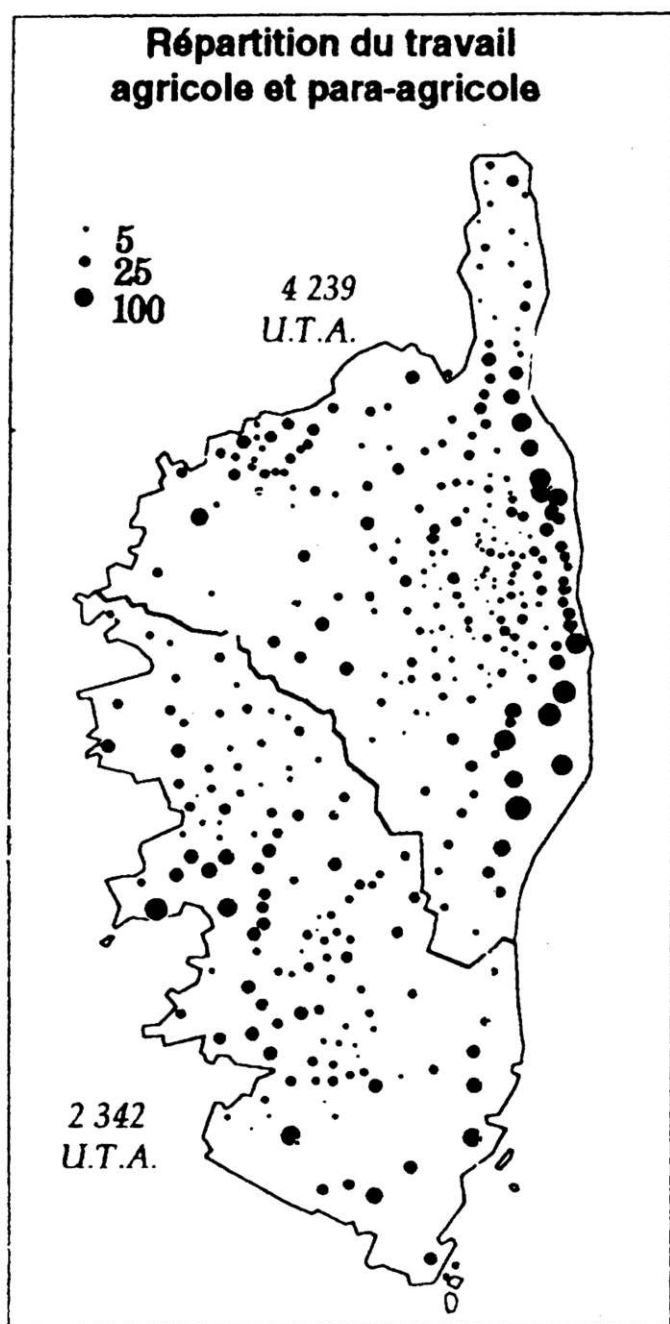 Répartition du travail
agricole et para-agricole
5
25
100
4 239
U.T.A.
2 342
U.T.A.